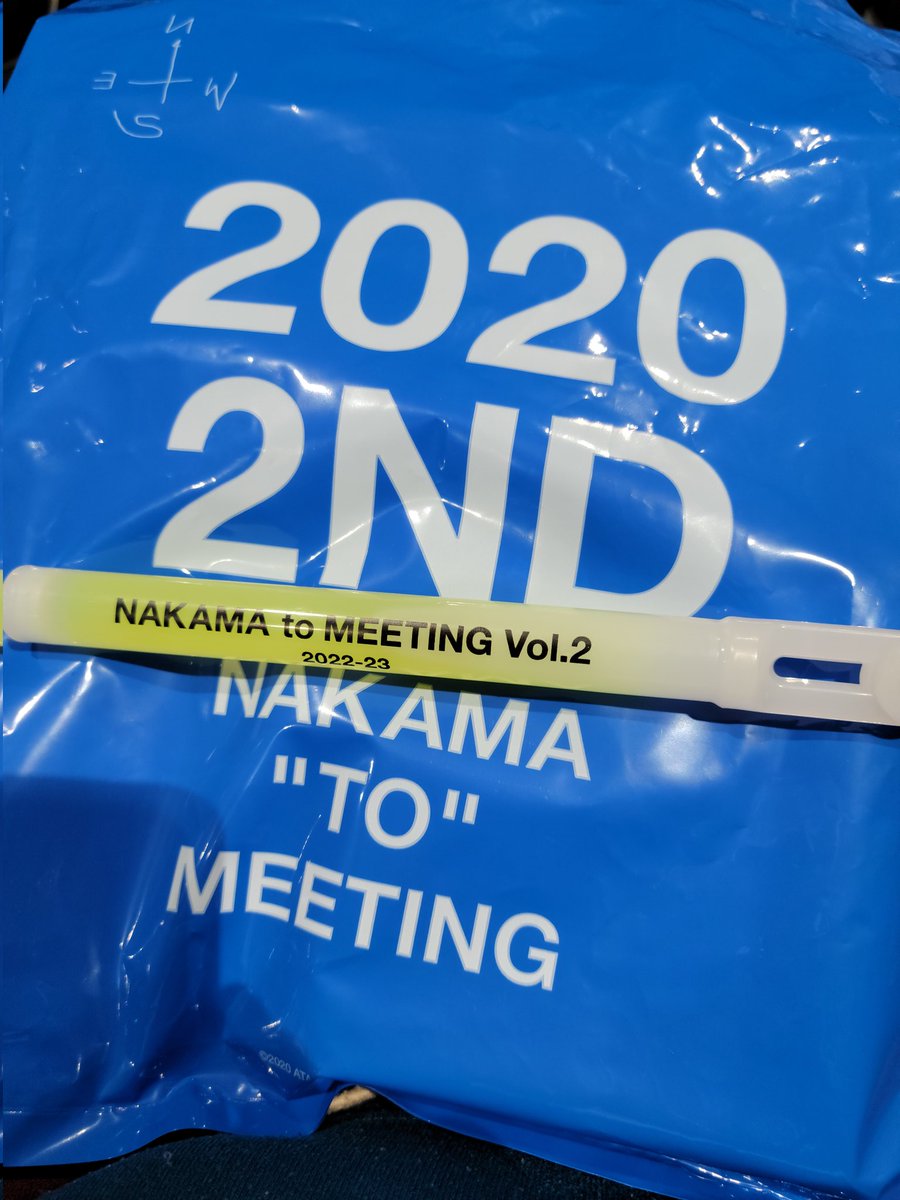 N
E W
S
2020
2ND
NAKAMA to MEETING Vol.2
2022-23
NAKAMA
"TO"
MEETING
©2020 ATA